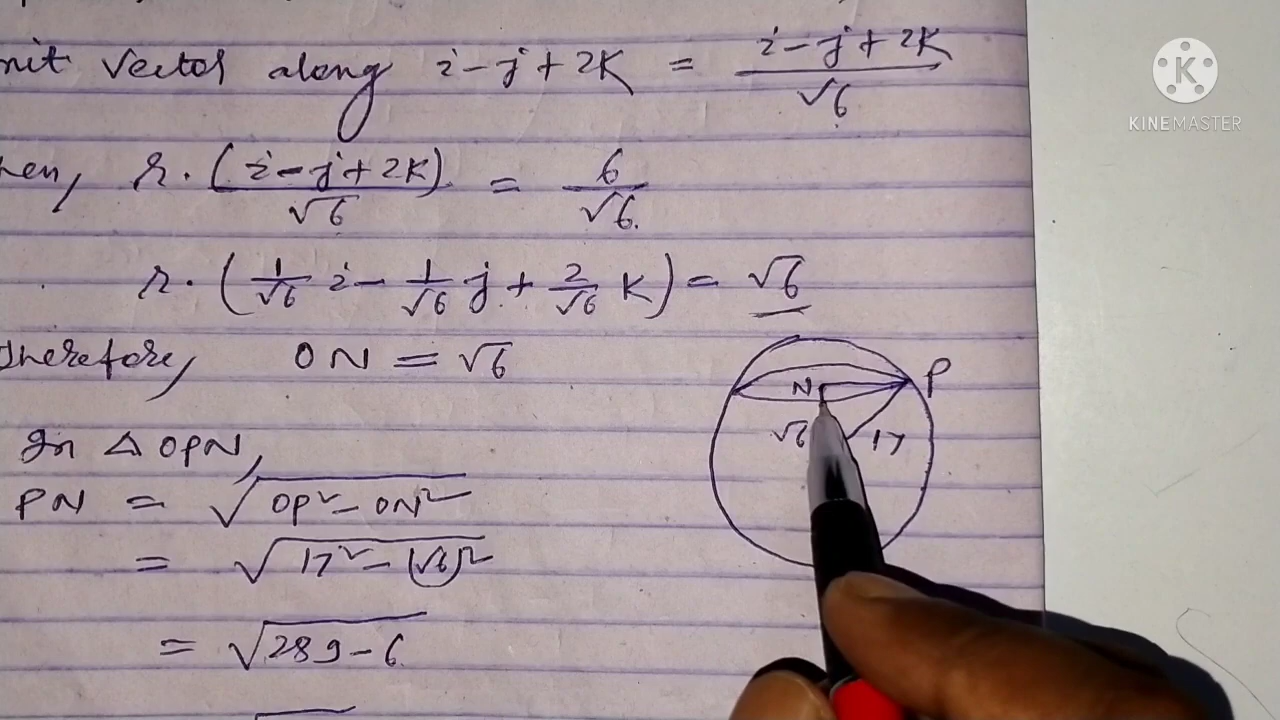 nit vector along i - j + 2K = i - j + 2K / √6
K
KINEMASTER
hen, r . (i - j + 2K) / √6 = 6 / √6.
r . (1/√6 i - 1/√6 j + 2/√6 K) = √6
Therefore, ON = √6
N P
√6 17
In △ OPN,
PN = √OP² - ON²
= √17² - (√6)²
= √289 - 6